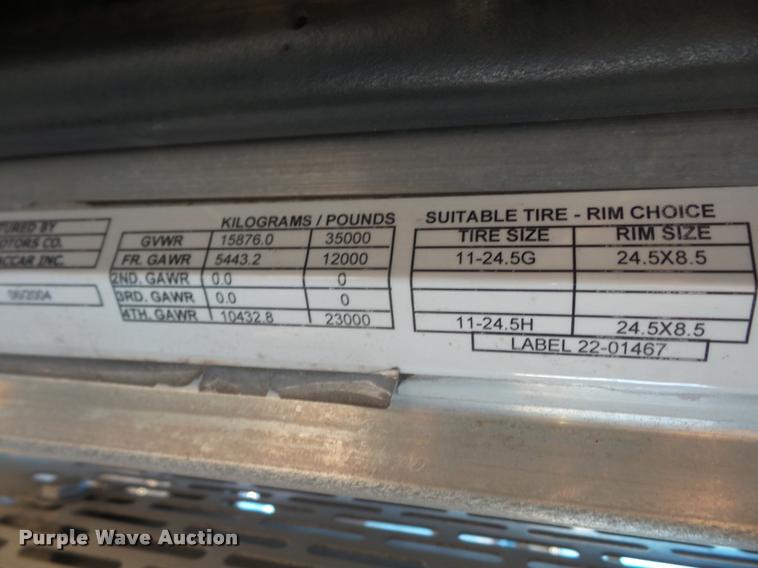 TURED BY
OTORS CO.
ACCAR INC.
06/2004
KILOGRAMS / POUNDS
GVWR 15876.0 35000
FR. GAWR 5443.2 12000
2ND. GAWR 0.0 0
3RD. GAWR 0.0 0
4TH. GAWR 10432.8 23000
SUITABLE TIRE - RIM CHOICE
TIRE SIZE RIM SIZE
11-24.5G 24.5X8.5
11-24.5H 24.5X8.5
LABEL 22-01467
Purple Wave Auction